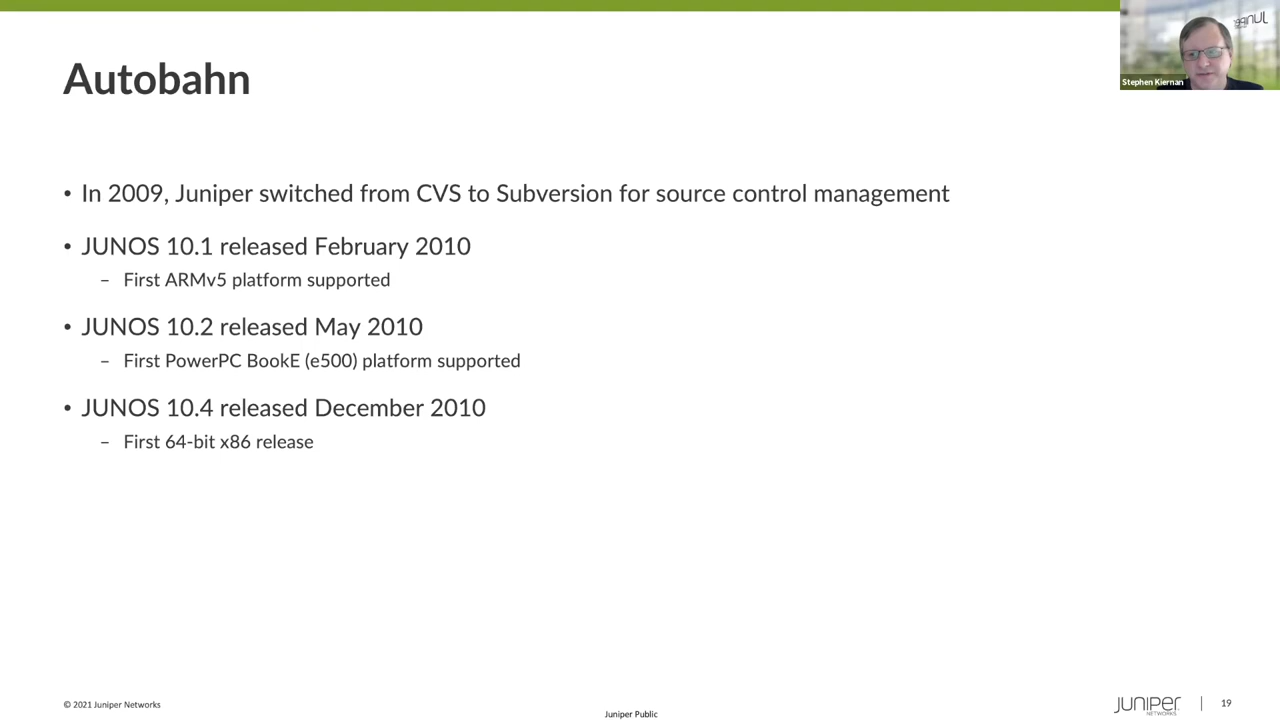 Autobahn
Stephen Kiernan
• In 2009, Juniper switched from CVS to Subversion for source control management
• JUNOS 10.1 released February 2010
– First ARMv5 platform supported
• JUNOS 10.2 released May 2010
– First PowerPC BookE (e500) platform supported
• JUNOS 10.4 released December 2010
– First 64-bit x86 release
© 2021 Juniper Networks
Juniper Public
JUNIPER
NETWORKS
19